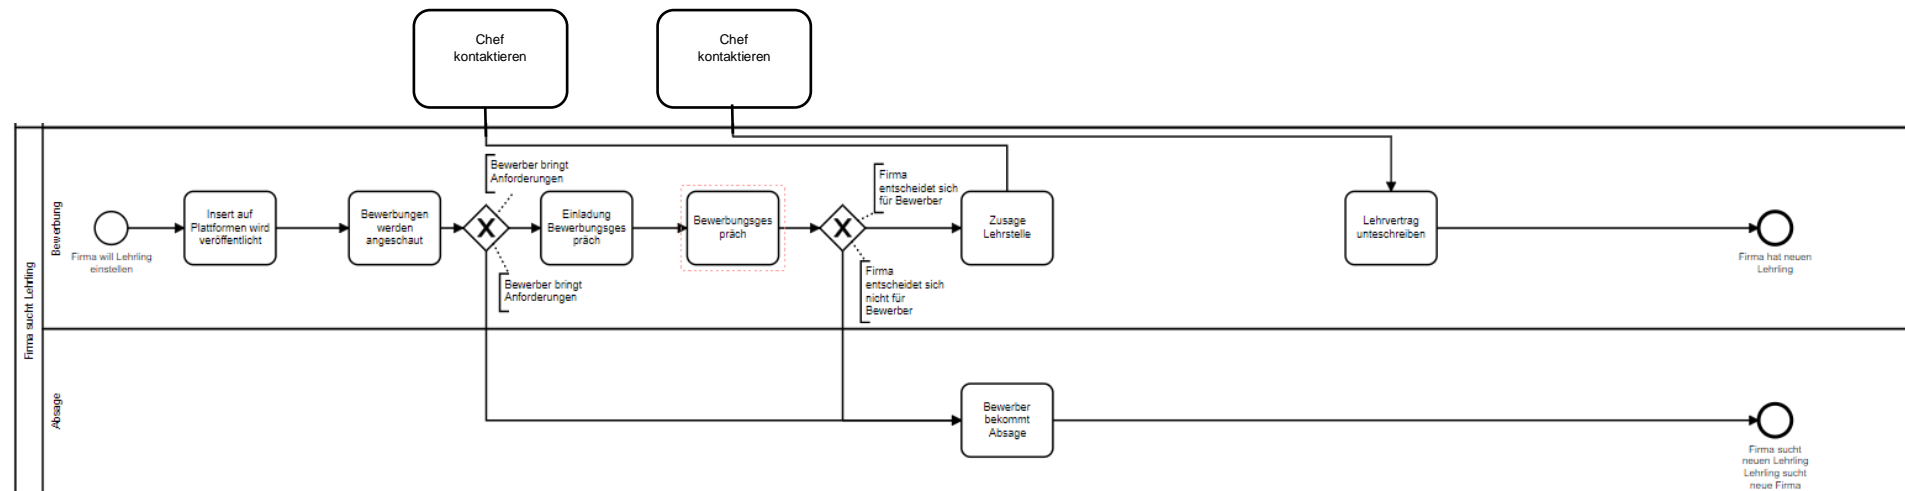 Chef
kontaktieren
Chef
kontaktieren
Firma sucht Lehrling
Bewerbung
Firma will Lehrling
einstellen
Insert auf
Plattformen wird
veröffentlicht
Bewerbungen
werden
angeschaut
Bewerber bringt
Anforderungen
Bewerber bringt
Anforderungen
Einladung
Bewerbungsges
präch
Bewerbungsges
präch
Firma
entscheidet sich
für Bewerber
Firma
entscheidet sich
nicht für
Bewerber
Zusage
Lehrstelle
Lehrvertrag
unteschreiben
Firma hat neuen
Lehrling
Absage
Bewerber
bekommt
Absage
Firma sucht
neuen Lehrling
Lehrling sucht
neue Firma